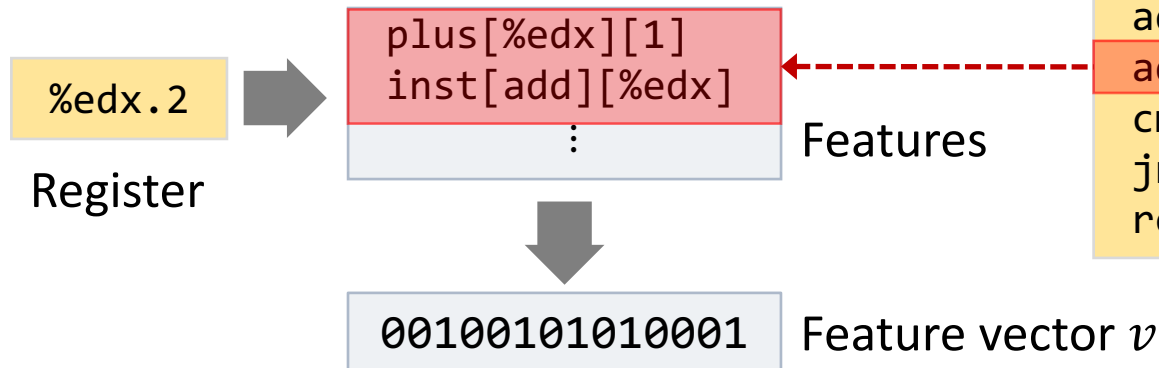 plus[%edx][1]
inst[add][%edx]
⋮
%edx.2
Register
Features
00100101010001
Feature vector 𝑣